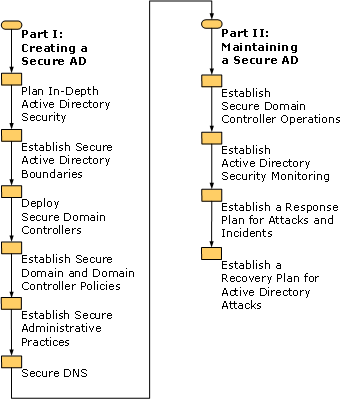 Part I:
Creating a
Secure AD
Plan In-Depth
Active Directory
Security
Establish Secure
Active Directory
Boundaries
Deploy
Secure Domain
Controllers
Establish Secure
Domain and Domain
Controller Policies
Establish Secure
Administrative
Practices
Secure DNS
Part II:
Maintaining
a Secure AD
Establish
Secure Domain
Controller Operations
Establish
Active Directory
Security Monitoring
Establish a Response
Plan for Attacks and
Incidents
Establish a
Recovery Plan for
Active Directory
Attacks